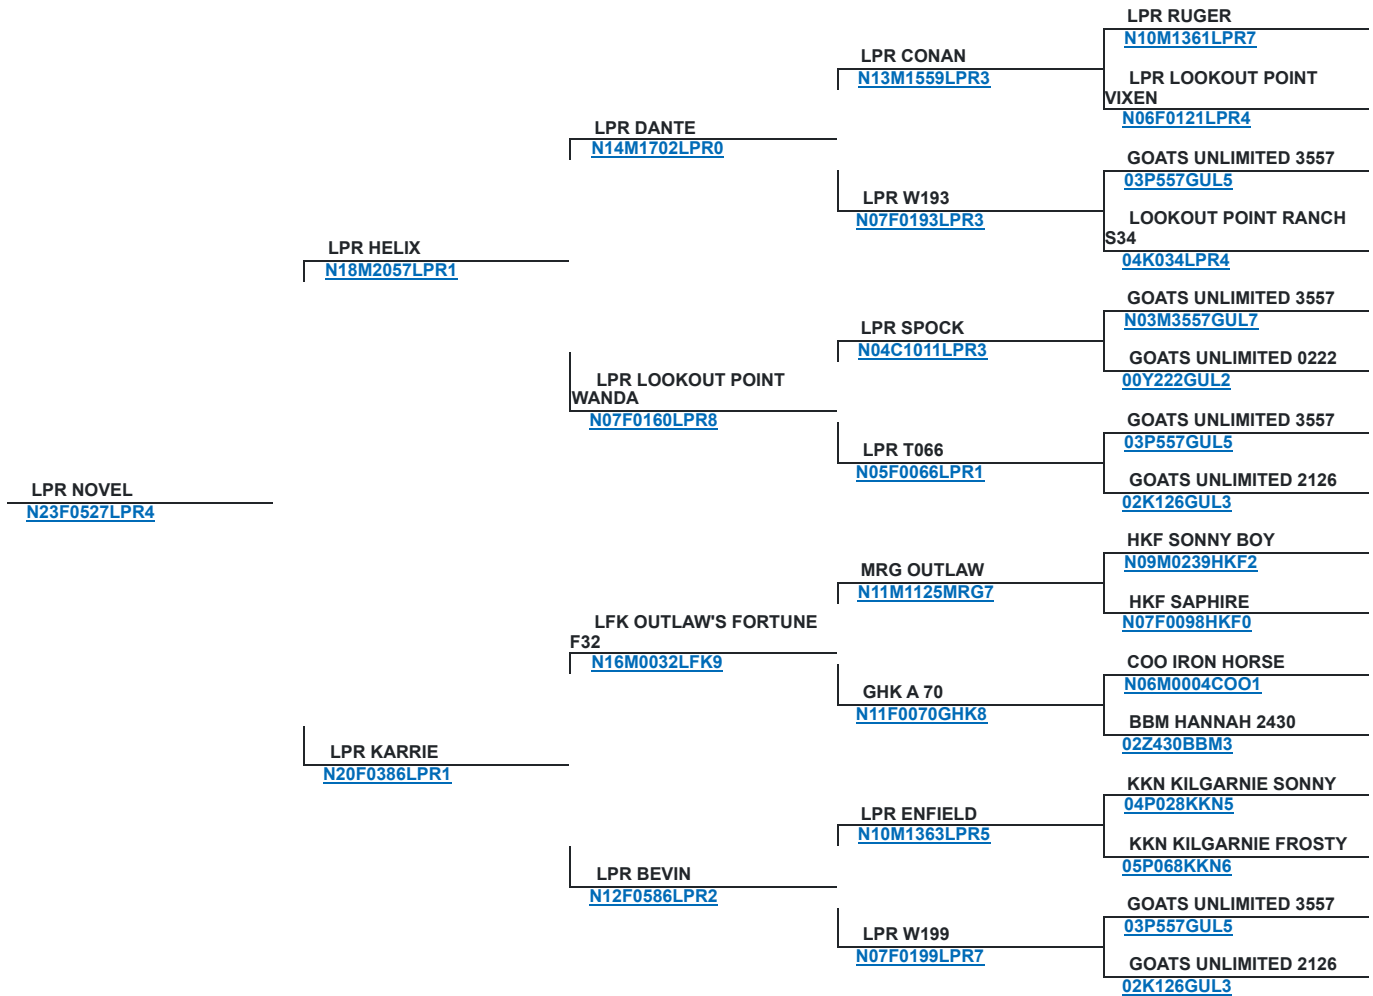 LPR RUGER
N10M1361LPR7
LPR CONAN
N13M1559LPR3
LPR LOOKOUT POINT
VIXEN
N06F0121LPR4
LPR DANTE
N14M1702LPR0
GOATS UNLIMITED 3557
03P557GUL5
LPR W193
N07F0193LPR3
LOOKOUT POINT RANCH
S34
04K034LPR4
LPR HELIX
N18M2057LPR1
GOATS UNLIMITED 3557
N03M3557GUL7
LPR SPOCK
N04C1011LPR3
GOATS UNLIMITED 0222
00Y222GUL2
LPR LOOKOUT POINT
WANDA
N07F0160LPR8
GOATS UNLIMITED 3557
03P557GUL5
LPR T066
N05F0066LPR1
GOATS UNLIMITED 2126
02K126GUL3
LPR NOVEL
N23F0527LPR4
HKF SONNY BOY
N09M0239HKF2
MRG OUTLAW
N11M1125MRG7
HKF SAPHIRE
N07F0098HKF0
LFK OUTLAW'S FORTUNE
F32
N16M0032LFK9
COO IRON HORSE
N06M0004COO1
GHK A 70
N11F0070GHK8
BBM HANNAH 2430
02Z430BBM3
LPR KARRIE
N20F0386LPR1
KKN KILGARNIE SONNY
04P028KKN5
LPR ENFIELD
N10M1363LPR5
KKN KILGARNIE FROSTY
05P068KKN6
LPR BEVIN
N12F0586LPR2
GOATS UNLIMITED 3557
03P557GUL5
LPR W199
N07F0199LPR7
GOATS UNLIMITED 2126
02K126GUL3